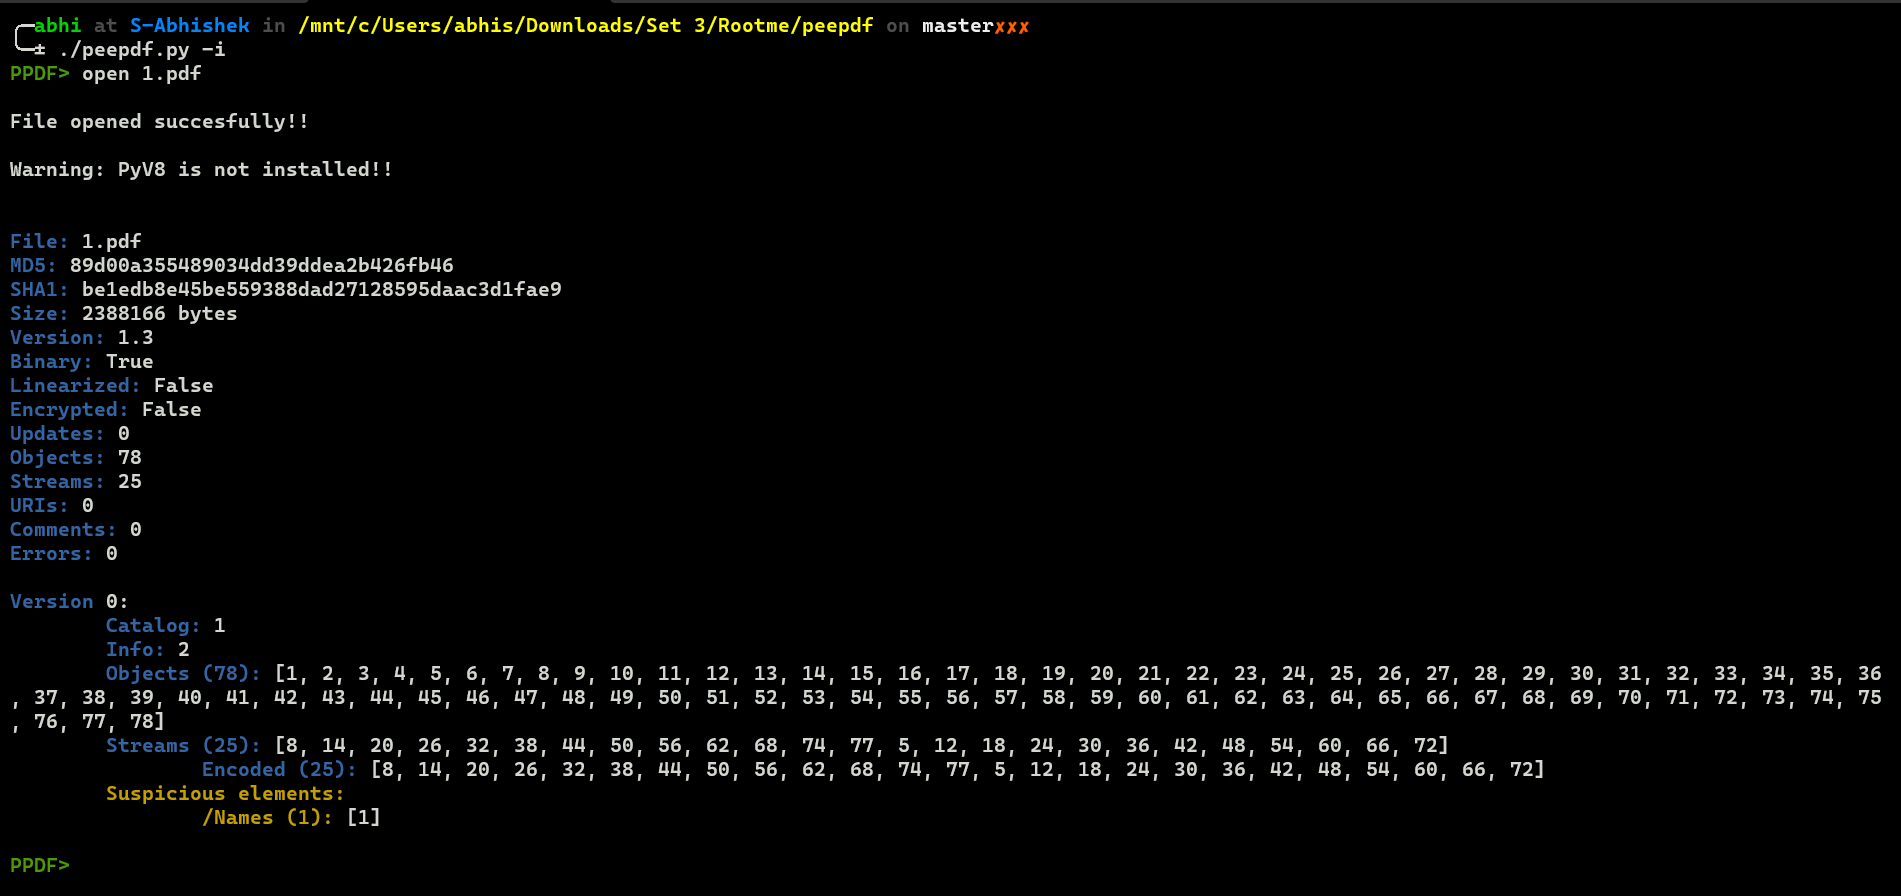 abhi at S-Abhishek in /mnt/c/Users/abhis/Downloads/Set 3/Rootme/peepdf on master✗✗✗
± ./peepdf.py -i
PPDF> open 1.pdf
File opened succesfully!!
Warning: PyV8 is not installed!!
File: 1.pdf
MD5: 89d00a355489034dd39ddea2b426fb46
SHA1: be1edb8e45be559388dad27128595daac3d1fae9
Size: 2388166 bytes
Version: 1.3
Binary: True
Linearized: False
Encrypted: False
Updates: 0
Objects: 78
Streams: 25
URIs: 0
Comments: 0
Errors: 0
Version 0:
Catalog: 1
Info: 2
Objects (78): [1, 2, 3, 4, 5, 6, 7, 8, 9, 10, 11, 12, 13, 14, 15, 16, 17, 18, 19, 20, 21, 22, 23, 24, 25, 26, 27, 28, 29, 30, 31, 32, 33, 34, 35, 36
, 37, 38, 39, 40, 41, 42, 43, 44, 45, 46, 47, 48, 49, 50, 51, 52, 53, 54, 55, 56, 57, 58, 59, 60, 61, 62, 63, 64, 65, 66, 67, 68, 69, 70, 71, 72, 73, 74, 75
, 76, 77, 78]
Streams (25): [8, 14, 20, 26, 32, 38, 44, 50, 56, 62, 68, 74, 77, 5, 12, 18, 24, 30, 36, 42, 48, 54, 60, 66, 72]
Encoded (25): [8, 14, 20, 26, 32, 38, 44, 50, 56, 62, 68, 74, 77, 5, 12, 18, 24, 30, 36, 42, 48, 54, 60, 66, 72]
Suspicious elements:
/Names (1): [1]
PPDF>